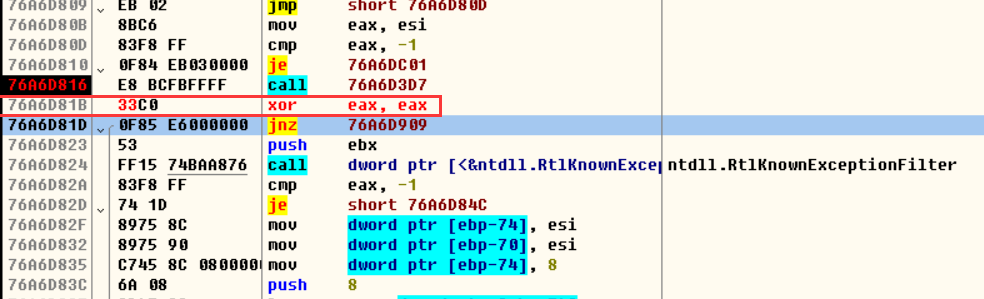 76A6D809 EB 02 jmp short 76A6D80D
76A6D80B 8BC6 mov eax, esi
76A6D80D 83F8 FF cmp eax, -1
76A6D810 0F84 EB030000 je 76A6DC01
76A6D816 E8 BCFBFFFF call 76A6D3D7
76A6D81B 33C0 xor eax, eax
76A6D81D 0F85 E6000000 jnz 76A6D909
76A6D823 53 push ebx
76A6D824 FF15 74BAA876 call dword ptr [<&ntdll.RtlKnownExce ntdll.RtlKnownExceptionFilter
76A6D82A 83F8 FF cmp eax, -1
76A6D82D 74 1D je short 76A6D84C
76A6D82F 8975 8C mov dword ptr [ebp-74], esi
76A6D832 8975 90 mov dword ptr [ebp-70], esi
76A6D835 C745 8C 080000 mov dword ptr [ebp-74], 8
76A6D83C 6A 08 push 8